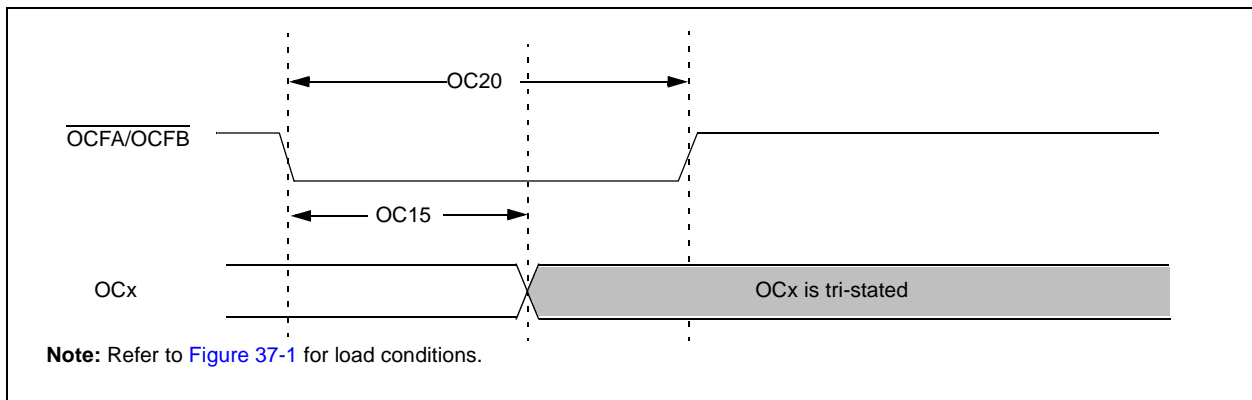 OC20
OCFA/OCFB
OC15
OCx
OCx is tri-stated
Note: Refer to Figure 37-1 for load conditions.